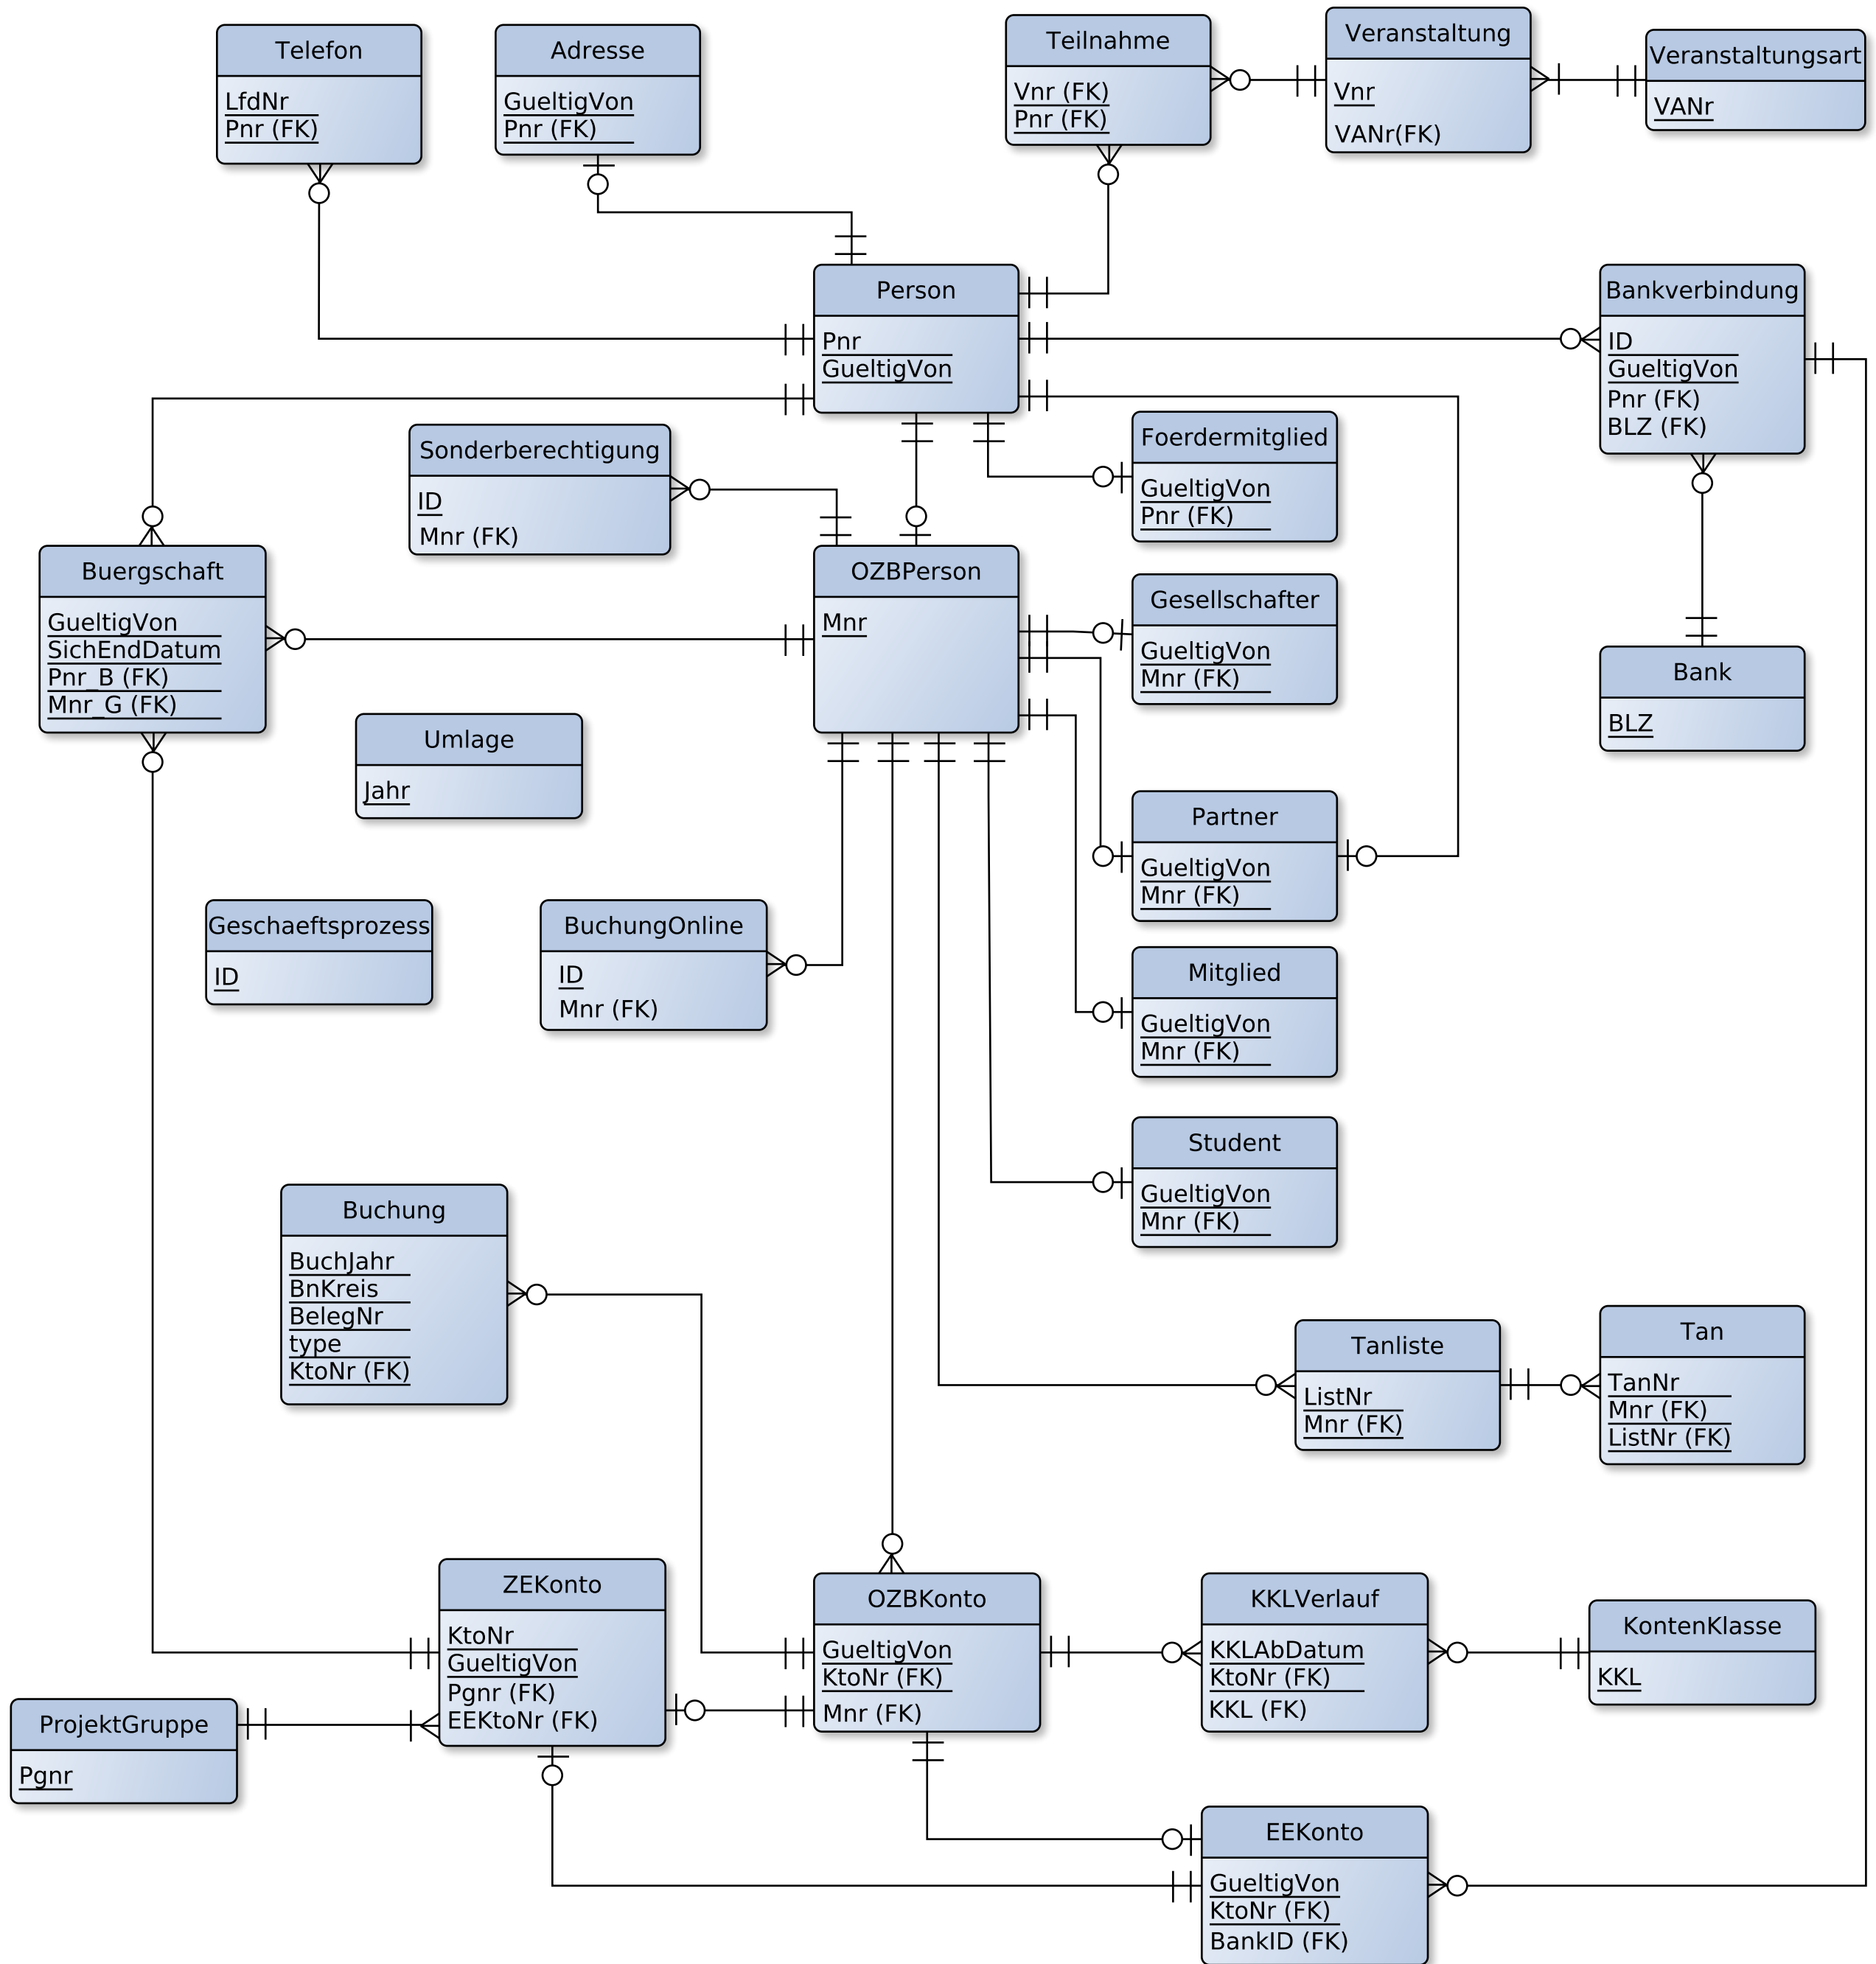 Telefon
LfdNr
Pnr (FK)
Adresse
GueltigVon
Pnr (FK)
Teilnahme
Vnr (FK)
Pnr (FK)
Veranstaltung
Vnr
VANr(FK)
Veranstaltungsart
VANr
Person
Pnr
GueltigVon
Bankverbindung
ID
GueltigVon
Pnr (FK)
BLZ (FK)
Sonderberechtigung
ID
Mnr (FK)
Foerdermitglied
GueltigVon
Pnr (FK)
Buergschaft
GueltigVon
SichEndDatum
Pnr_B (FK)
Mnr_G (FK)
OZBPerson
Mnr
Gesellschafter
GueltigVon
Mnr (FK)
Bank
BLZ
Umlage
Jahr
Partner
GueltigVon
Mnr (FK)
Geschaeftsprozess
ID
BuchungOnline
ID
Mnr (FK)
Mitglied
GueltigVon
Mnr (FK)
Student
GueltigVon
Mnr (FK)
Buchung
BuchJahr
BnKreis
BelegNr
type
KtoNr (FK)
Tanliste
ListNr
Mnr (FK)
Tan
TanNr
Mnr (FK)
ListNr (FK)
ZEKonto
KtoNr
GueltigVon
Pgnr (FK)
EEKtoNr (FK)
OZBKonto
GueltigVon
KtoNr (FK)
Mnr (FK)
KKLVerlauf
KKLAbDatum
KtoNr (FK)
KKL (FK)
KontenKlasse
KKL
ProjektGruppe
Pgnr
EEKonto
GueltigVon
KtoNr (FK)
BankID (FK)